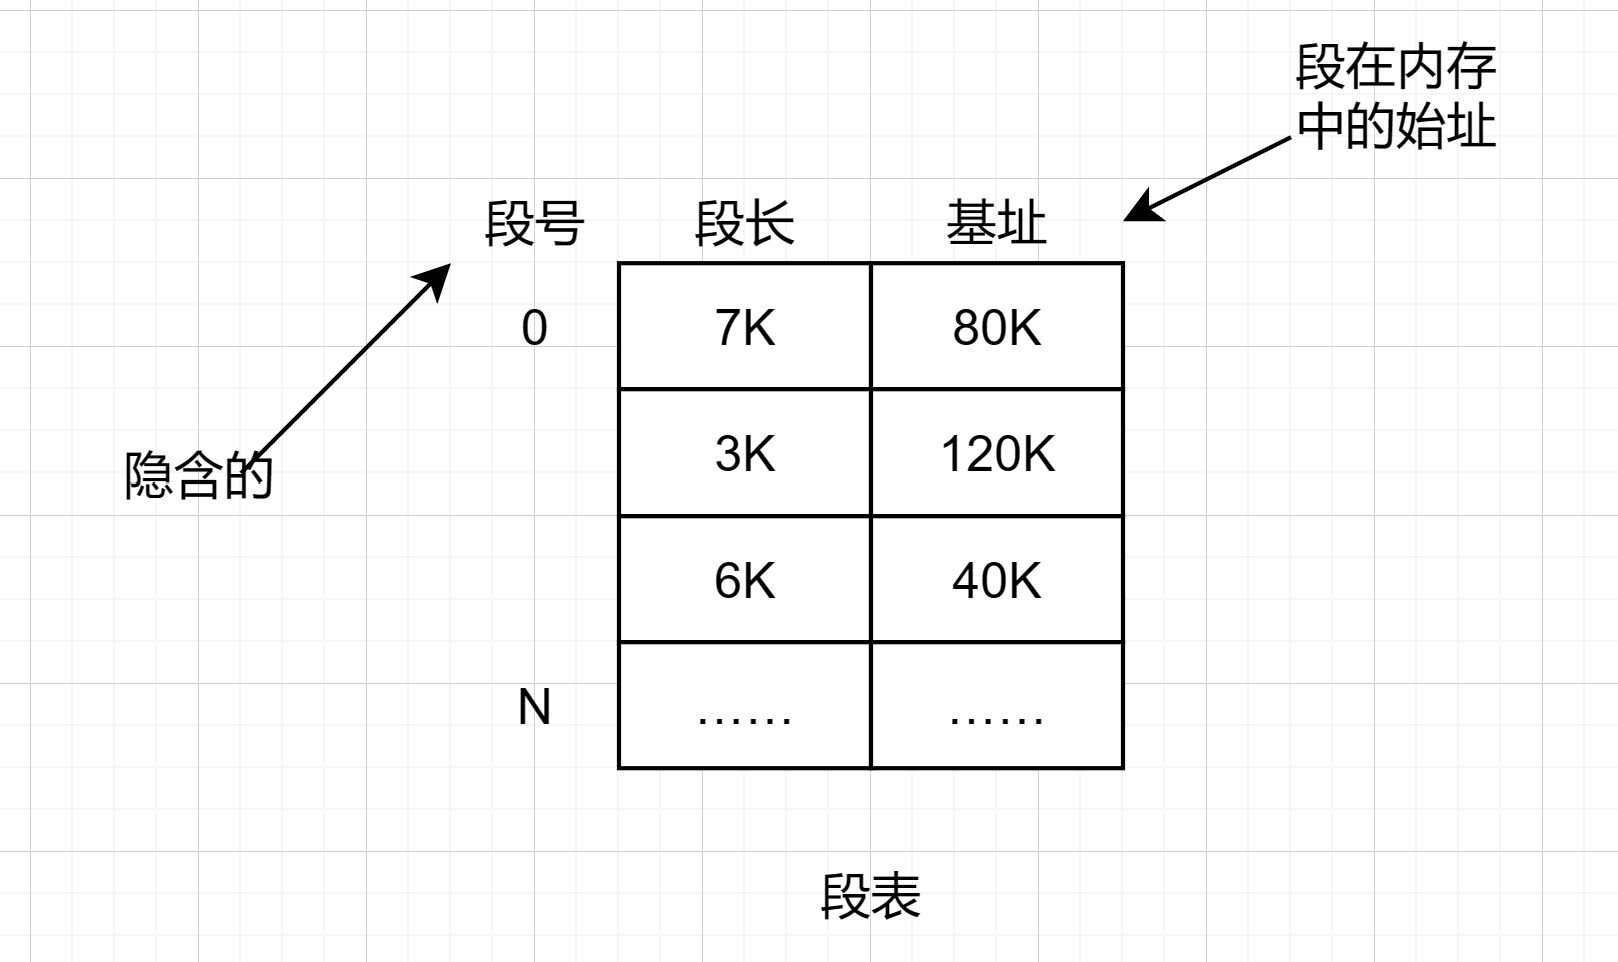 段在内存
中的始址
段号 段长 基址
0 7K 80K
3K 120K
隐含的
6K 40K
N …… ……
段表